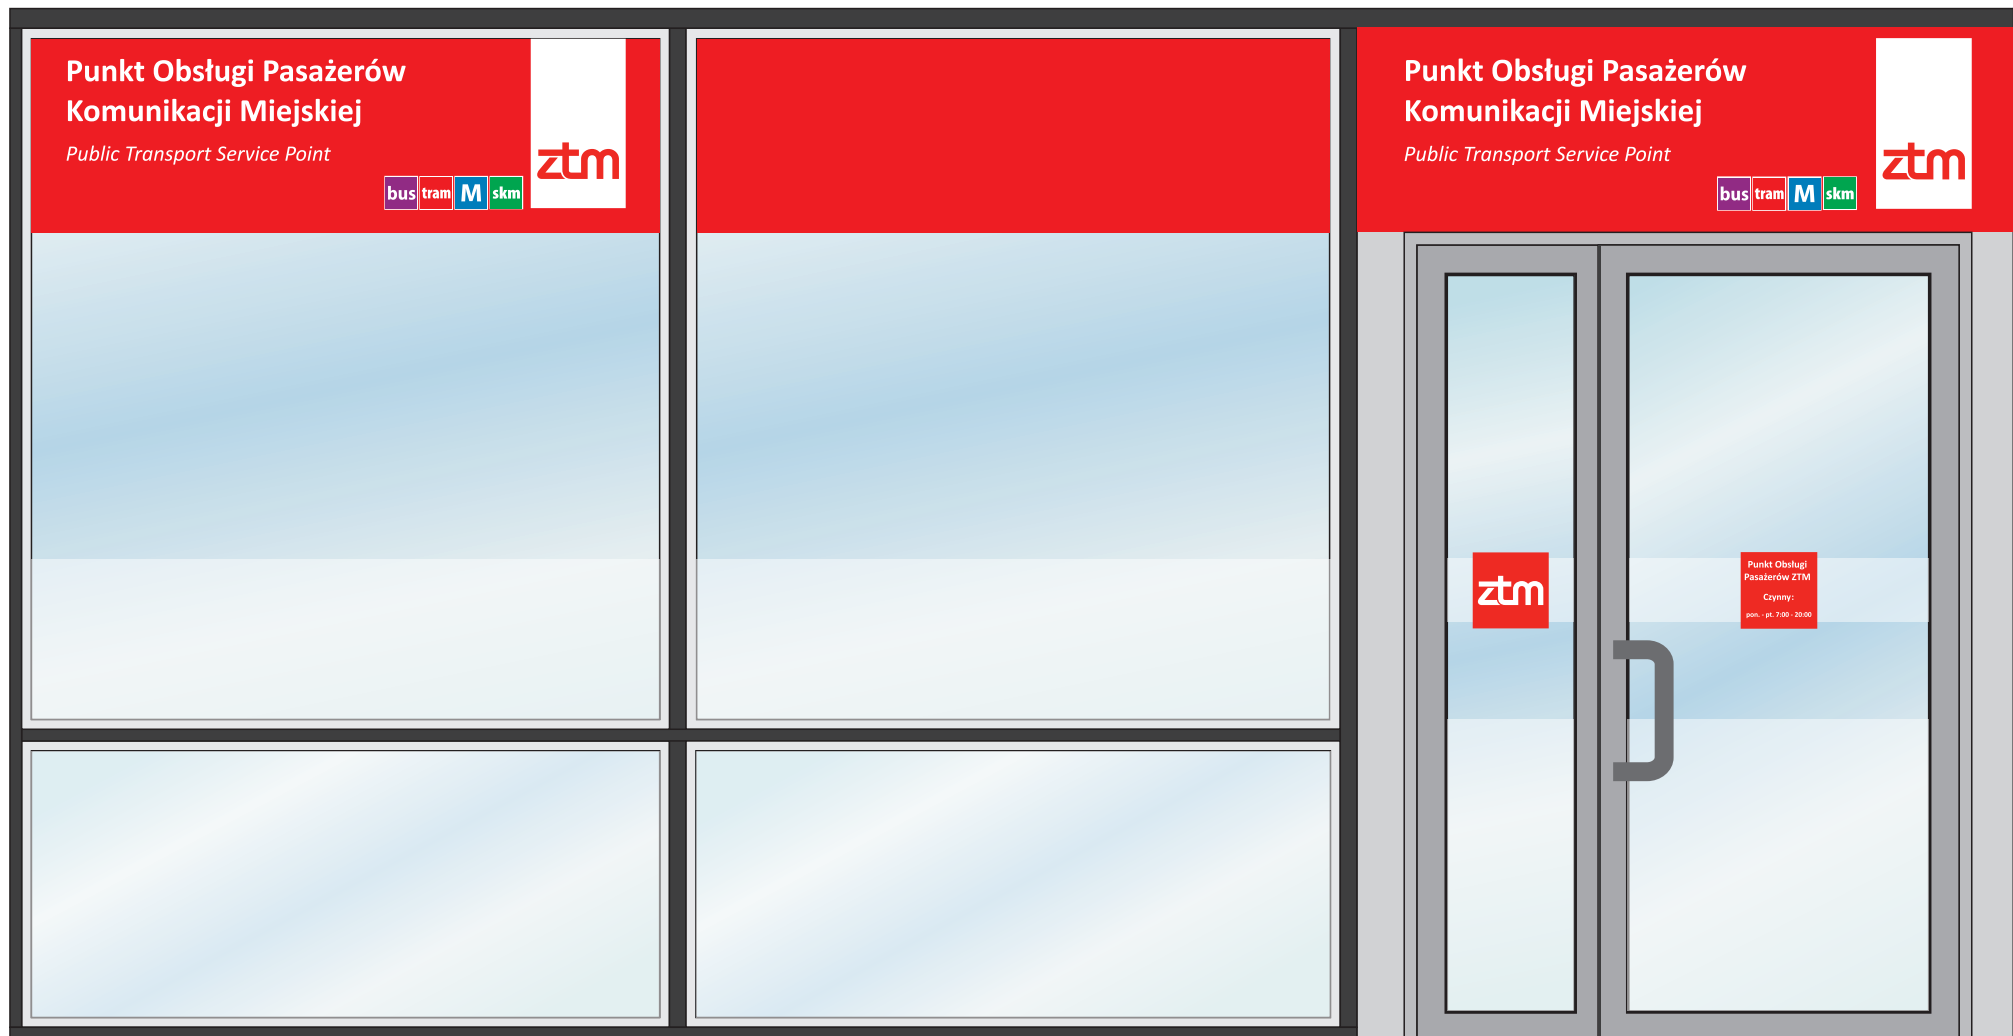 Punkt Obsługi Pasażerów
Komunikacji Miejskiej
Public Transport Service Point
bus tram M skm
ztm
Punkt Obsługi Pasażerów
Komunikacji Miejskiej
Public Transport Service Point
bus tram M skm
ztm
ztm
Punkt Obsługi
Pasażerów ZTM
Czynny:
pon. - pt. 7:00 - 20:00